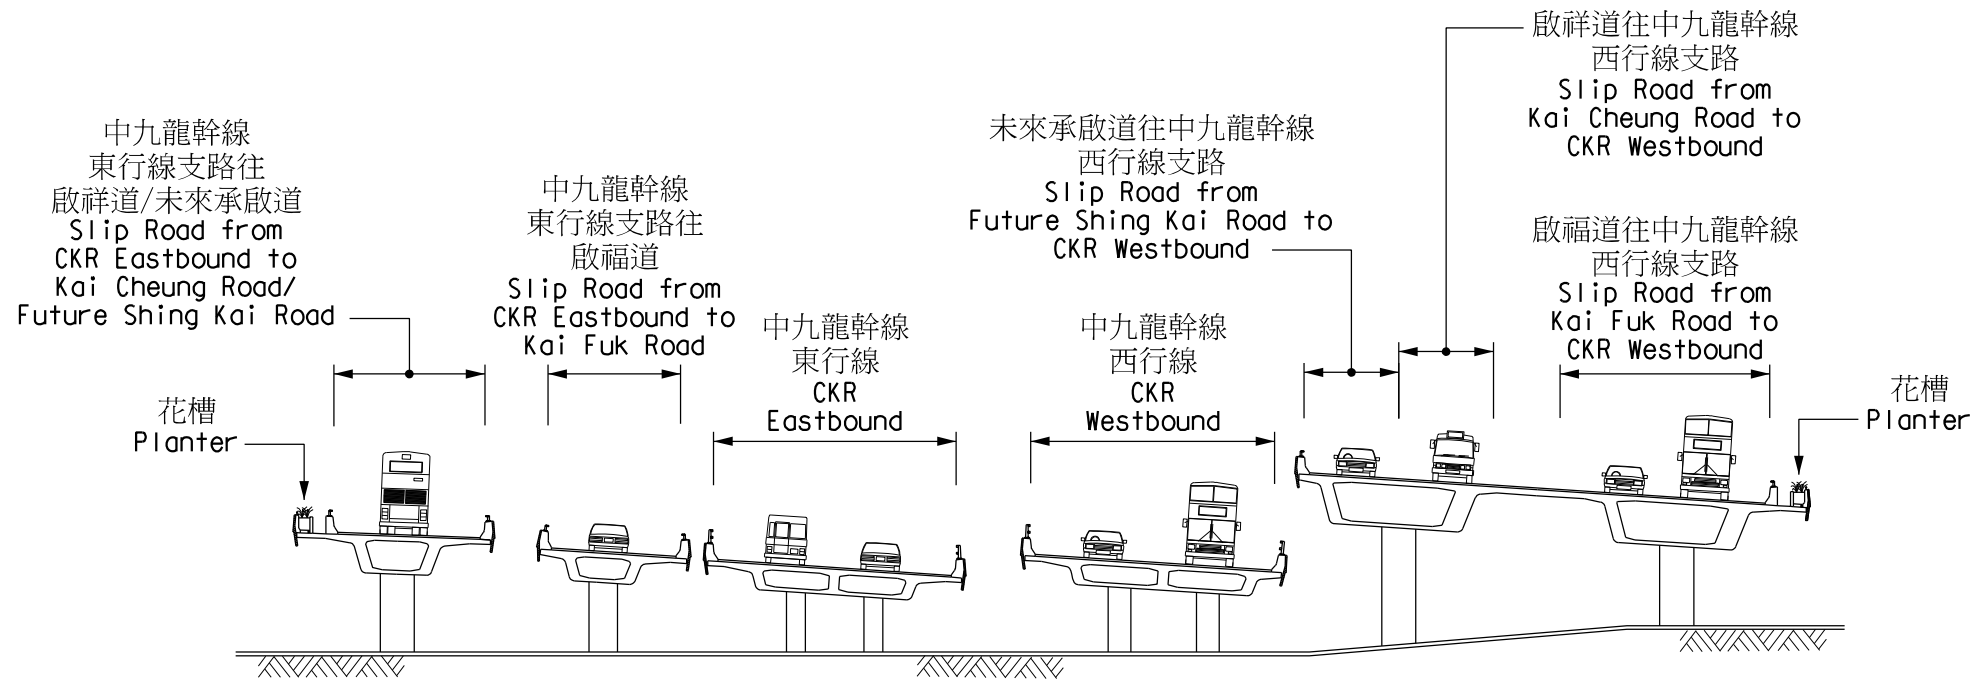 中九龍幹線
東行線支路往
啟祥道/未來承啟道
Slip Road from
CKR Eastbound to
Kai Cheung Road/
Future Shing Kai Road
花槽
Planter
中九龍幹線
東行線支路往
啟福道
Slip Road from
CKR Eastbound to
Kai Fuk Road
中九龍幹線
東行線
CKR
Eastbound
未來承啟道往中九龍幹線
西行線支路
Slip Road from
Future Shing Kai Road to
CKR Westbound
中九龍幹線
西行線
CKR
Westbound
啟祥道往中九龍幹線
西行線支路
Slip Road from
Kai Cheung Road to
CKR Westbound
啟福道往中九龍幹線
西行線支路
Slip Road from
Kai Fuk Road to
CKR Westbound
花槽
Planter